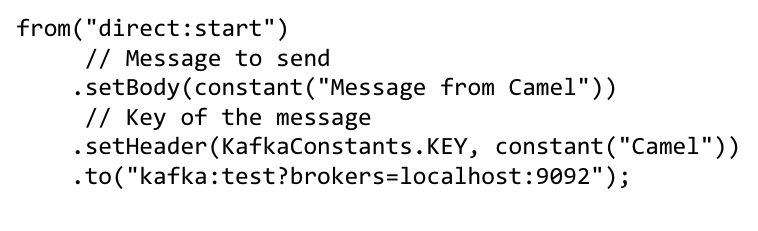 from("direct:start")
// Message to send
.setBody(constant("Message from Camel"))
// Key of the message
.setHeader(KafkaConstants.KEY, constant("Camel"))
.to("kafka:test?brokers=localhost:9092");